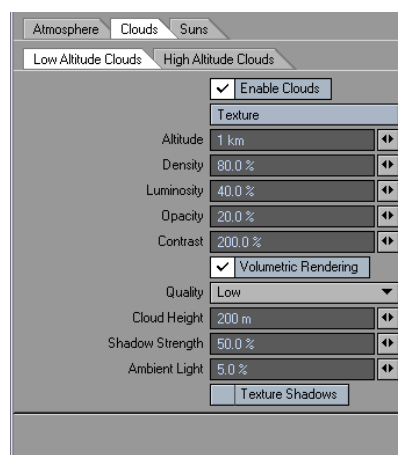 Atmosphere Clouds Suns
Low Altitude Clouds High Altitude Clouds
Enable Clouds
Texture
Altitude 1 km
Density 80.0 %
Luminosity 40.0 %
Opacity 20.0 %
Contrast 200.0 %
Volumetric Rendering
Quality Low
Cloud Height 200 m
Shadow Strength 50.0 %
Ambient Light 5.0 %
Texture Shadows